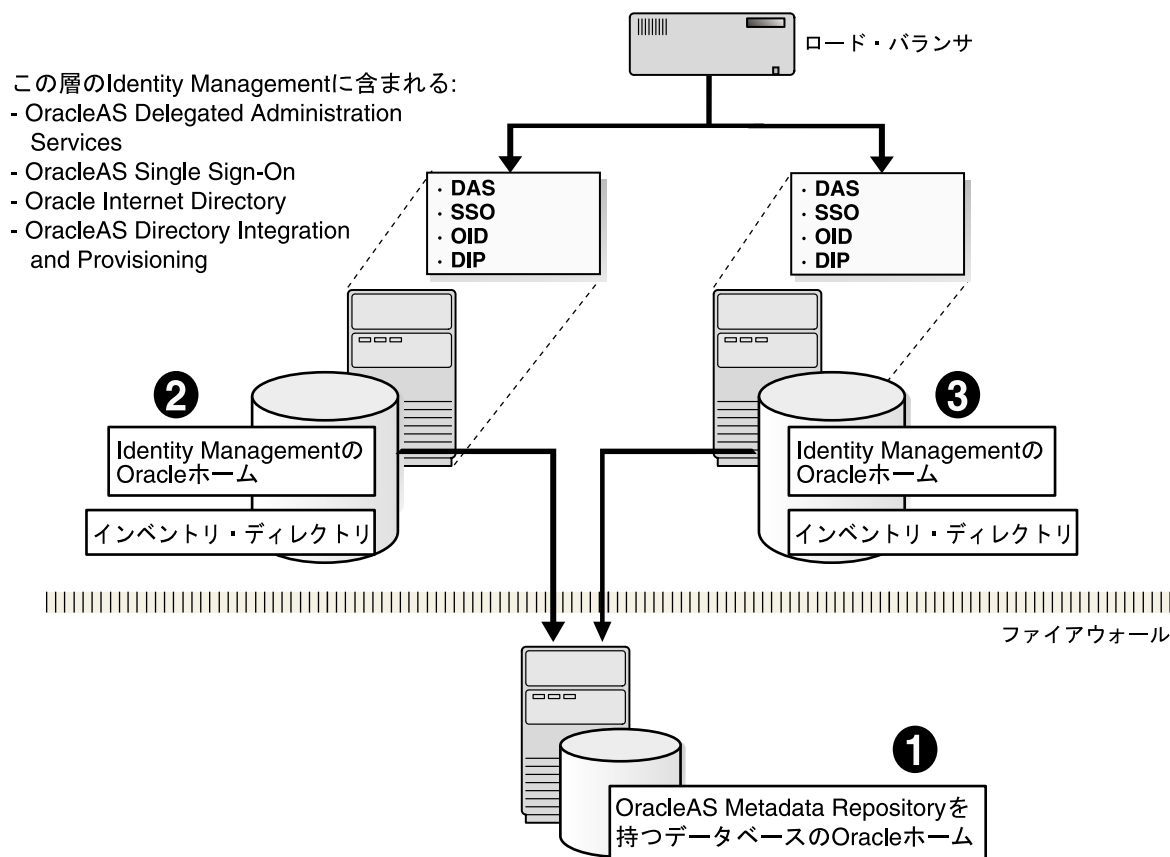 ロード・バランサ
この層のIdentity Managementに含まれる:
- OracleAS Delegated Administration
Services
- OracleAS Single Sign-On
- Oracle Internet Directory
- OracleAS Directory Integration
and Provisioning
· DAS
· SSO
· OID
· DIP
· DAS
· SSO
· OID
· DIP
2
Identity Managementの
Oracleホーム
インベントリ・ディレクトリ
3
Identity Managementの
Oracleホーム
インベントリ・ディレクトリ
ファイアウォール
1
OracleAS Metadata Repositoryを
持つデータベースのOracleホーム